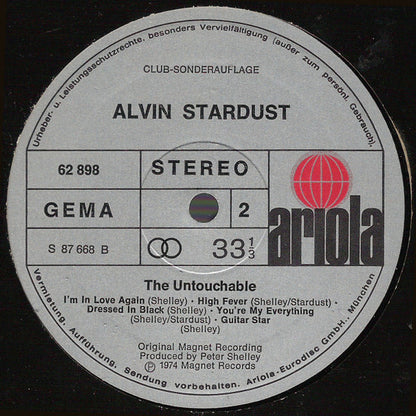 Urheber- u. Leistungsschutzrechte, besonders Vervielfältigung (außer zum persönl. Gebrauch),
CLUB-SONDERAUFLAGE
ALVIN STARDUST
62 898
STEREO
GEMA
2
S 87 668 B
33 1/3
ariola
The Untouchable
I'm In Love Again (Shelley) · High Fever (Shelley/Stardust) ·
Dressed in Black (Shelley) · You're My Everything
(Shelley/Stardust) · Guitar Star
(Shelley)
Original Magnet Recording
Produced by Peter Shelley
Ⓟ 1974 Magnet Records
Vermietung, Aufführung, Sendung vorbehalten. Ariola-Eurodisc GmbH., München